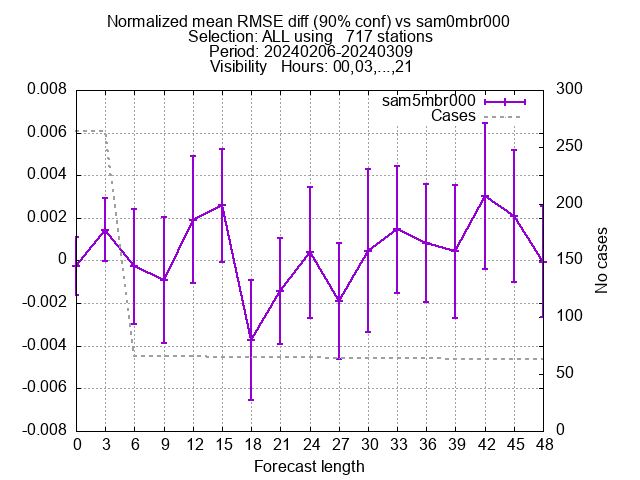 Normalized mean RMSE diff (90% conf) vs sam0mbr000
Selection: ALL using   717 stations
Period: 20240206-20240309
Visibility   Hours: 00,03,...,21
sam5mbr000
Cases
0.008
0.006
0.004
0.002
0
-0.002
-0.004
-0.006
-0.008
300
250
200
150
100
50
0
No cases
0 3 6 9 12 15 18 21 24 27 30 33 36 39 42 45 48
Forecast length